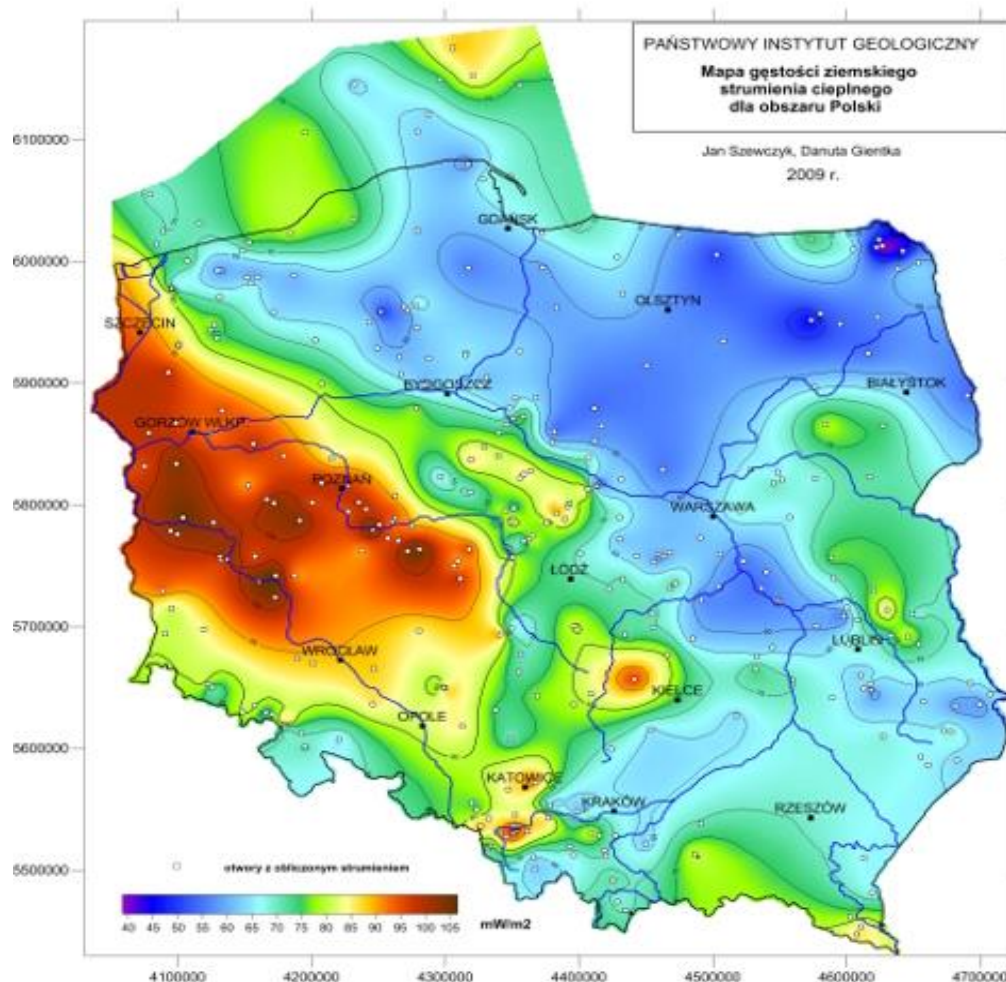 PAŃSTWOWY INSTYTUT GEOLOGICZNY
Mapa gęstości ziemskiego
strumienia cieplnego
dla obszaru Polski
Jan Szewczyk, Danuta Gientka
2009 r.
6100000
GDAŃSK
6000000
OLSZTYN
SZCZECIN
5900000
BYDGOSZCZ
BIAŁYSTOK
GORZÓW WLKP.
POZNAŃ
5800000
WARSZAWA
ŁÓDŹ
5700000
LUBLIN
WROCŁAW
KIELCE
OPOLE
5600000
KATOWICE
KRAKÓW
RZESZÓW
5500000
otwory z obliczonym strumieniem
mW/m2
40 45 50 55 60 65 70 75 80 85 90 95 100 105
4100000 4200000 4300000 4400000 4500000 4600000 4700000